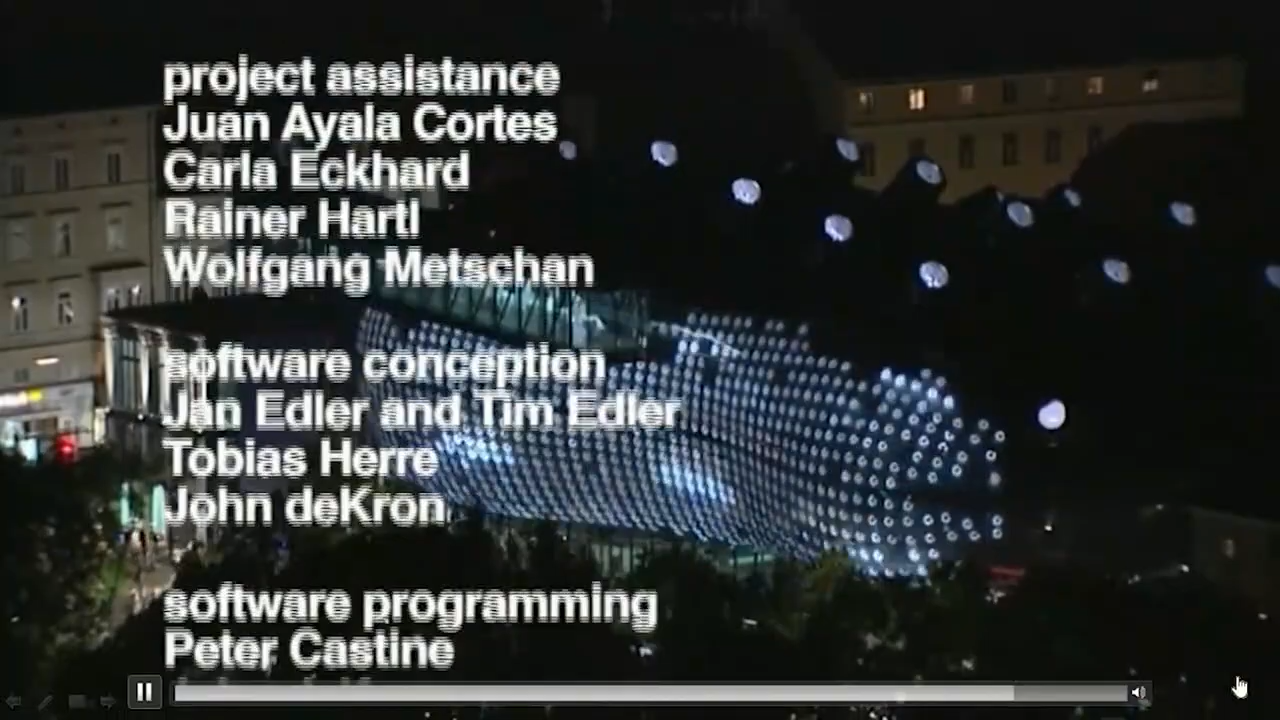 project assistance
Juan Ayala Cortes
Carla Eckhard
Rainer Hartl
Wolfgang Metschan
software conception
Jan Edler and Tim Edler
Tobias Herre
John deKron
software programming
Peter Castine